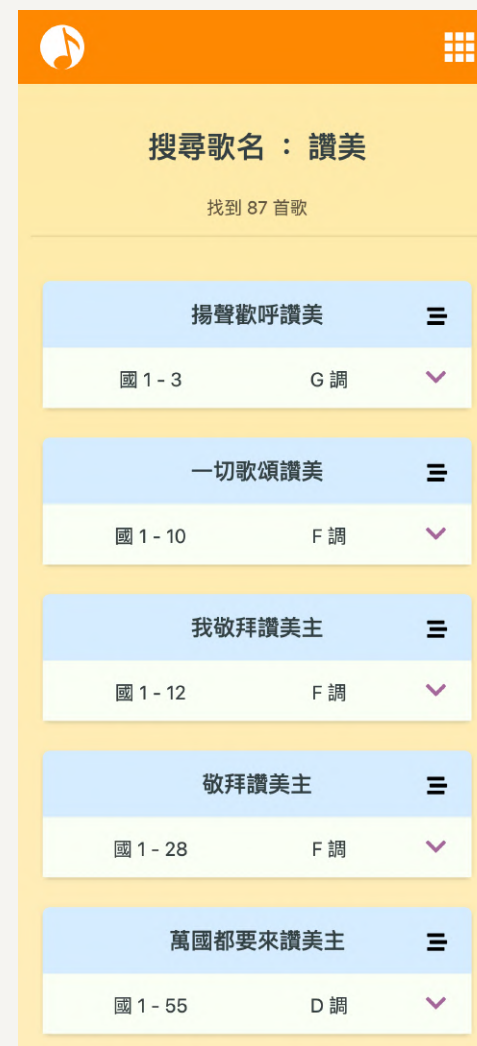 搜尋歌名 : 讚美
找到 87 首歌
揚聲歡呼讚美
國 1 - 3 G 調
一切歌頌讚美
國 1 - 10 F 調
我敬拜讚美主
國 1 - 12 F 調
敬拜讚美主
國 1 - 28 F 調
萬國都要來讚美主
國 1 - 55 D 調